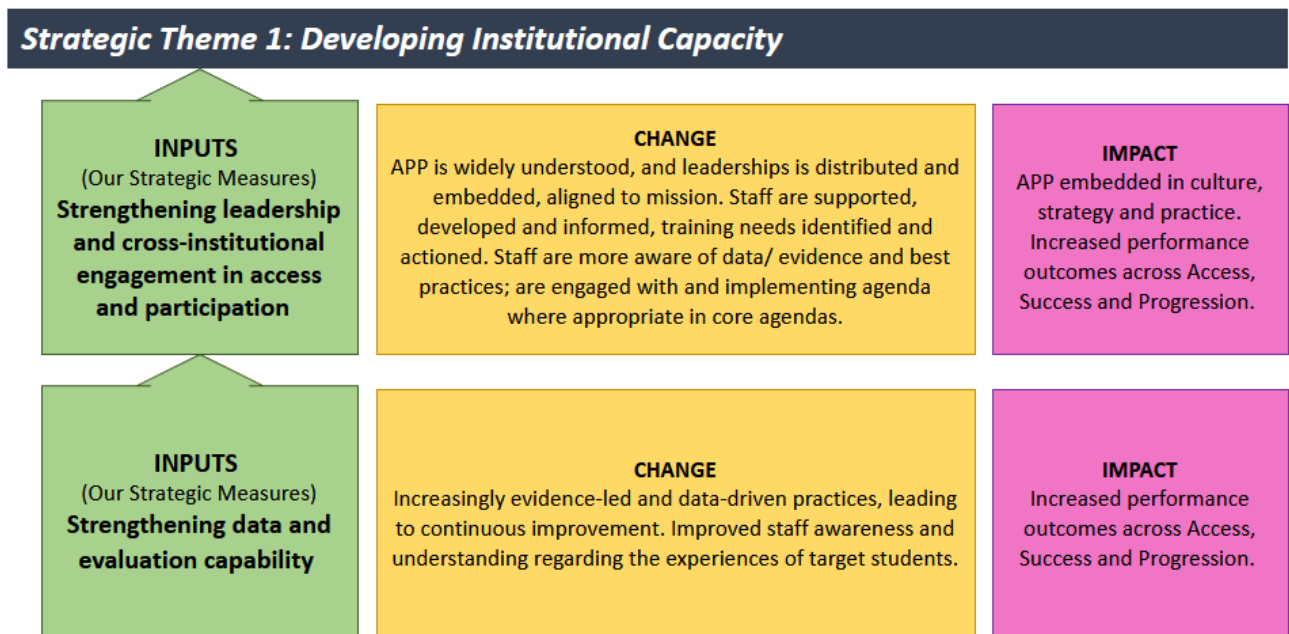 Strategic Theme 1: Developing Institutional Capacity
INPUTS
(Our Strategic Measures)
Strengthening leadership
and cross-institutional
engagement in access
and participation
CHANGE
APP is widely understood, and leaderships is distributed and
embedded, aligned to mission. Staff are supported,
developed and informed, training needs identified and
actioned. Staff are more aware of data/ evidence and best
practices; are engaged with and implementing agenda
where appropriate in core agendas.
IMPACT
APP embedded in culture,
strategy and practice.
Increased performance
outcomes across Access,
Success and Progression.
INPUTS
(Our Strategic Measures)
Strengthening data and
evaluation capability
CHANGE
Increasingly evidence-led and data-driven practices, leading
to continuous improvement. Improved staff awareness and
understanding regarding the experiences of target students.
IMPACT
Increased performance
outcomes across Access,
Success and Progression.